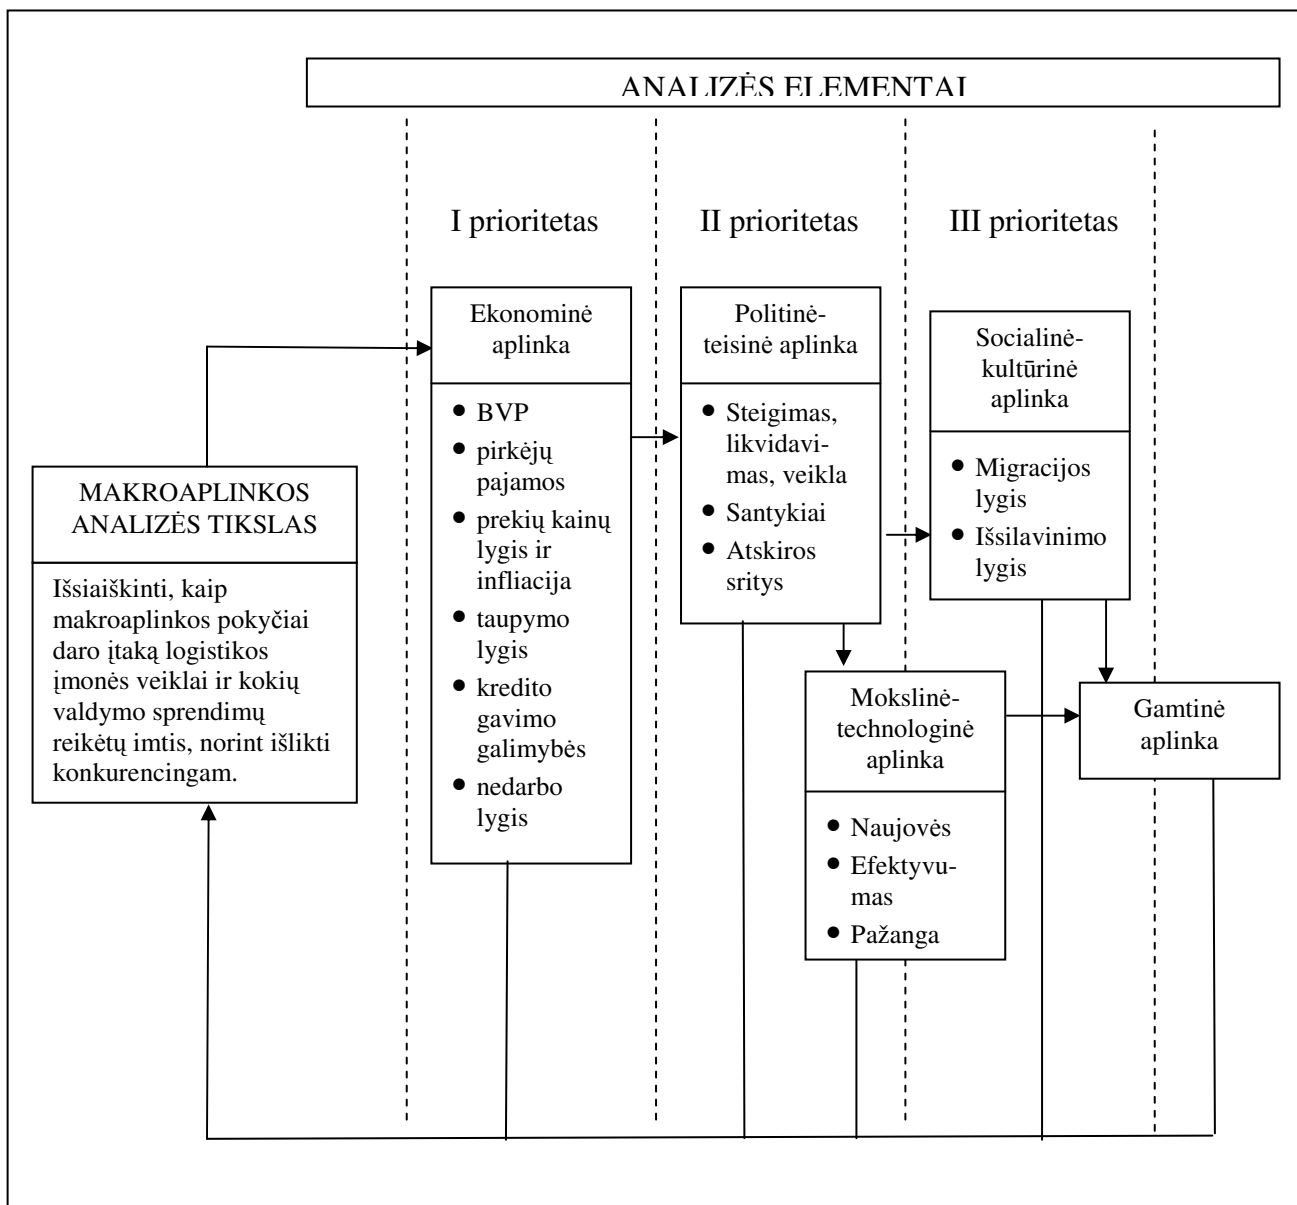 ANALIZĖS ELEMENTAI
I prioritetas
II prioritetas
III prioritetas
MAKROAPLINKOS
ANALIZĖS TIKSLAS
Išsiaiškinti, kaip
makroaplinkos pokyčiai
daro įtaką logistikos
įmonės veiklai ir kokių
valdymo sprendimų
reikėtų imtis, norint išlikti
konkurencingam.
Ekonominė
aplinka
• BVP
• pirkėjų
pajamos
• prekių kainų
lygis ir
infliacija
• taupymo
lygis
• kredito
gavimo
galimybės
• nedarbo
lygis
Politinė-
teisinė aplinka
• Steigimas,
likvidavi-
mas, veikla
• Santykiai
• Atskiros
sritys
Socialinė-
kultūrinė
aplinka
• Migracijos
lygis
• Išsilavinimo
lygis
Mokslinė-
technologinė
aplinka
• Naujovės
• Efektyvu-
mas
• Pažanga
Gamtinė
aplinka